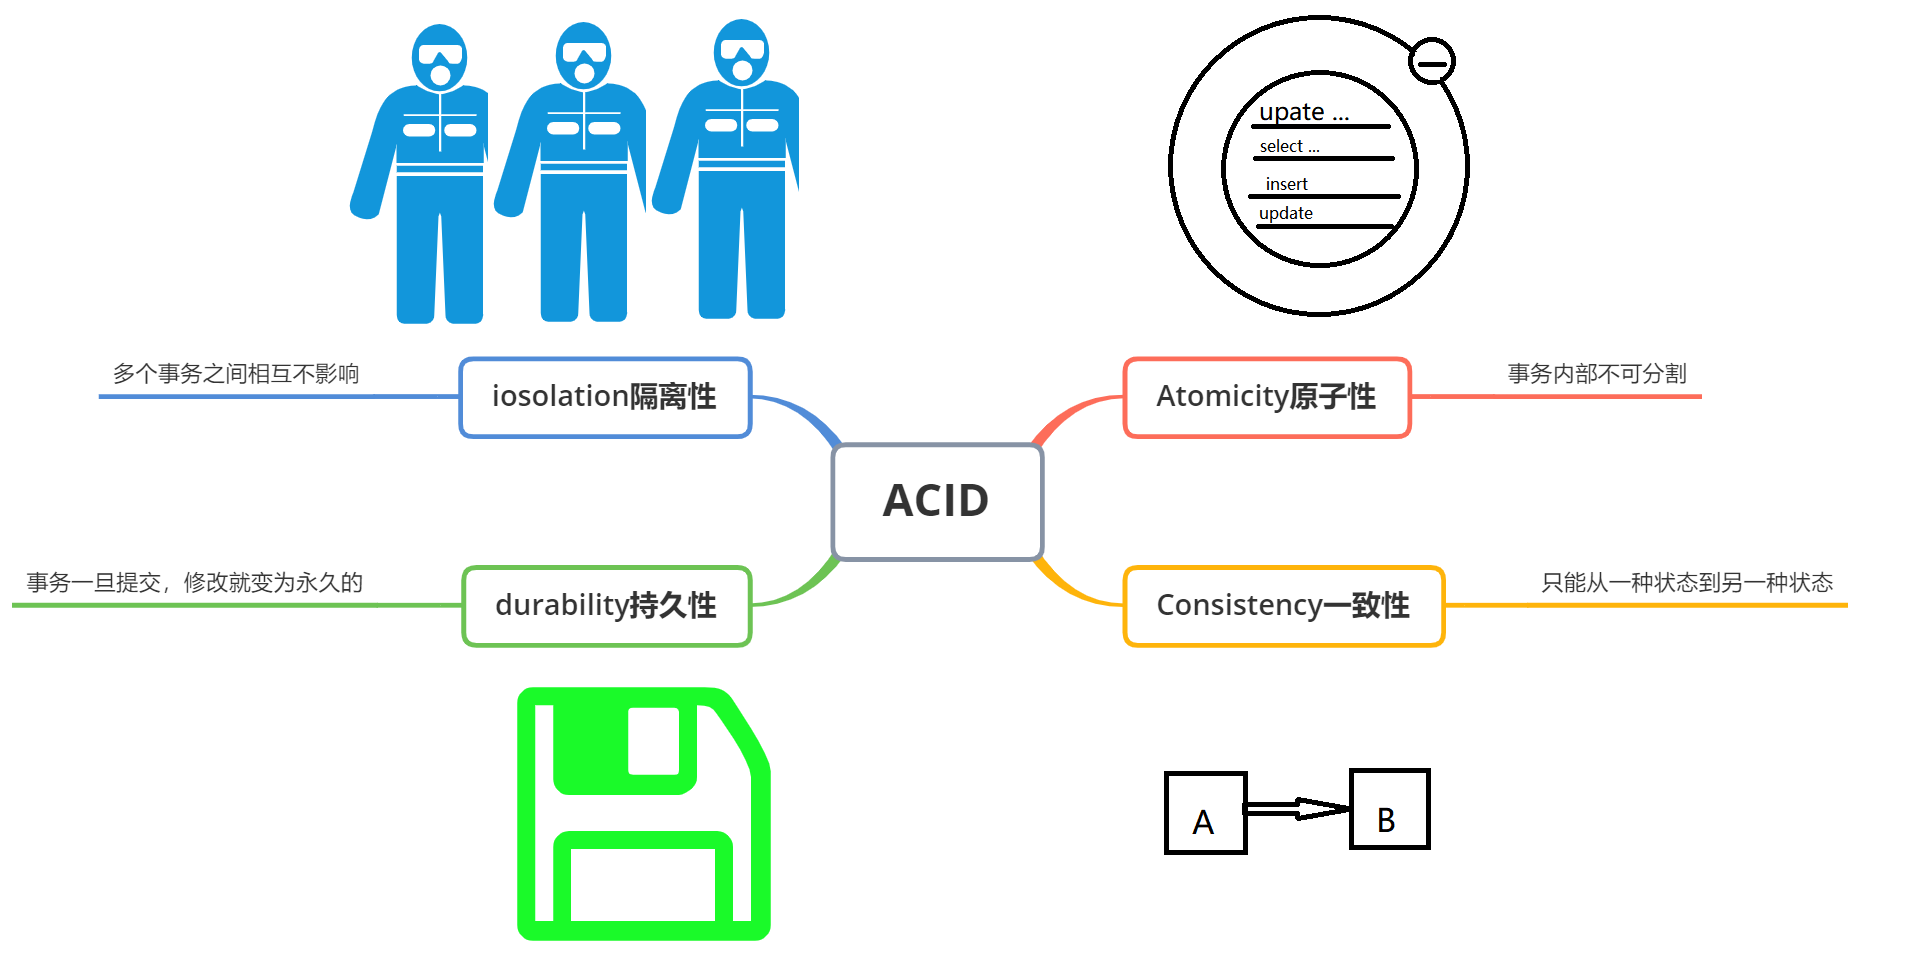 upate ...
select ...
insert
update
多个事务之间相互不影响
iosolation隔离性
Atomicity原子性
事务内部不可分割
ACID
事务一旦提交，修改就变为永久的
durability持久性
Consistency一致性
只能从一种状态到另一种状态
A
B